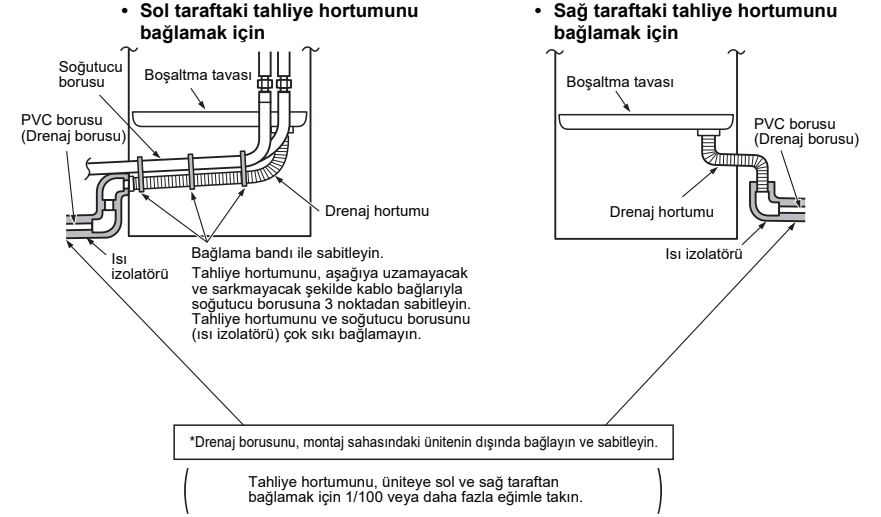 • Sol taraftaki tahliye hortumunu
bağlamak için
Soğutucu
borusu
Boşaltma tavası
PVC borusu
(Drenaj borusu)
Drenaj hortumu
Isı
izolatörü
Bağlama bandı ile sabitleyin.
Tahliye hortumunu, aşağıya uzamayacak
ve sarkmayacak şekilde kablo bağlarıyla
soğutucu borusuna 3 noktadan sabitleyin.
Tahliye hortumunu ve soğutucu borusunu
(ısı izolatörü) çok sıkı bağlamayın.
• Sağ taraftaki tahliye hortumunu
bağlamak için
Boşaltma tavası
PVC borusu
(Drenaj borusu)
Drenaj hortumu
Isı izolatörü
*Drenaj borusunu, montaj sahasındaki ünitenin dışında bağlayın ve sabitleyin.
Tahliye hortumunu, üniteye sol ve sağ taraftan
bağlamak için 1/100 veya daha fazla eğimle takın.